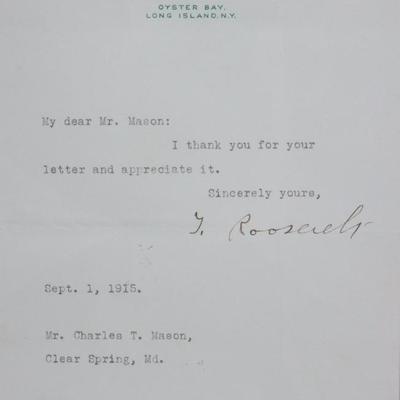 OYSTER BAY,
LONG ISLAND, N.Y.
My dear Mr. Mason:
I thank you for your
letter and appreciate it.
Sincerely yours,
T. Roosevelt
Sept. 1, 1915.
Mr. Charles T. Mason,
Clear Spring, Md.